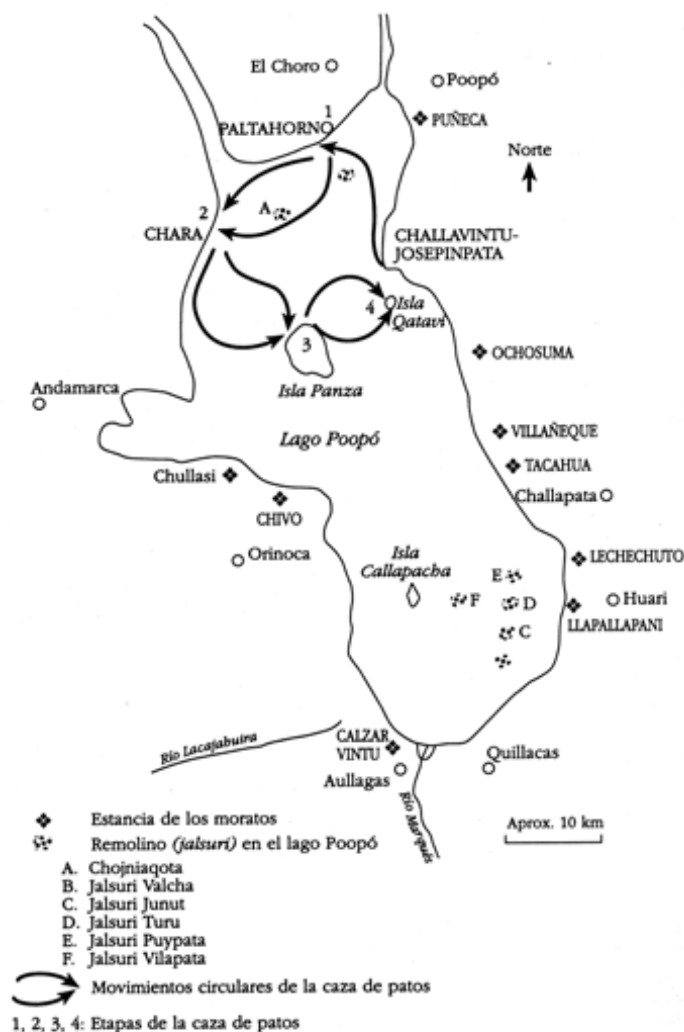 El Choro
Poopó
1
PALTAHORNO
PUÑECA
Norte
A
2
CHARA
CHALLAVINTU-
JOSEPINPATA
4
Isla
Qatavi
3
OCHOSUMA
Isla Panza
Andamarca
Lago Poopó
VILLAÑEQUE
TACAHUA
Chullasi
Challapata
CHIVO
Orinoca
Isla
Callapacha
LECHECHUTO
E
F
D
Huari
LLAPALLAPANI
C
Río Lacajahuira
CALZAR
VINTU
Quillacas
Aullagas
Río Marqués
Estancia de los moratos
Aprox. 10 km
Remolino (jalsuri) en el lago Poopó
A. Chojniaqota
B. Jalsuri Valcha
C. Jalsuri Junut
D. Jalsuri Turu
E. Jalsuri Puypata
F. Jalsuri Vilapata
Movimientos circulares de la caza de patos
1, 2, 3, 4: Etapas de la caza de patos